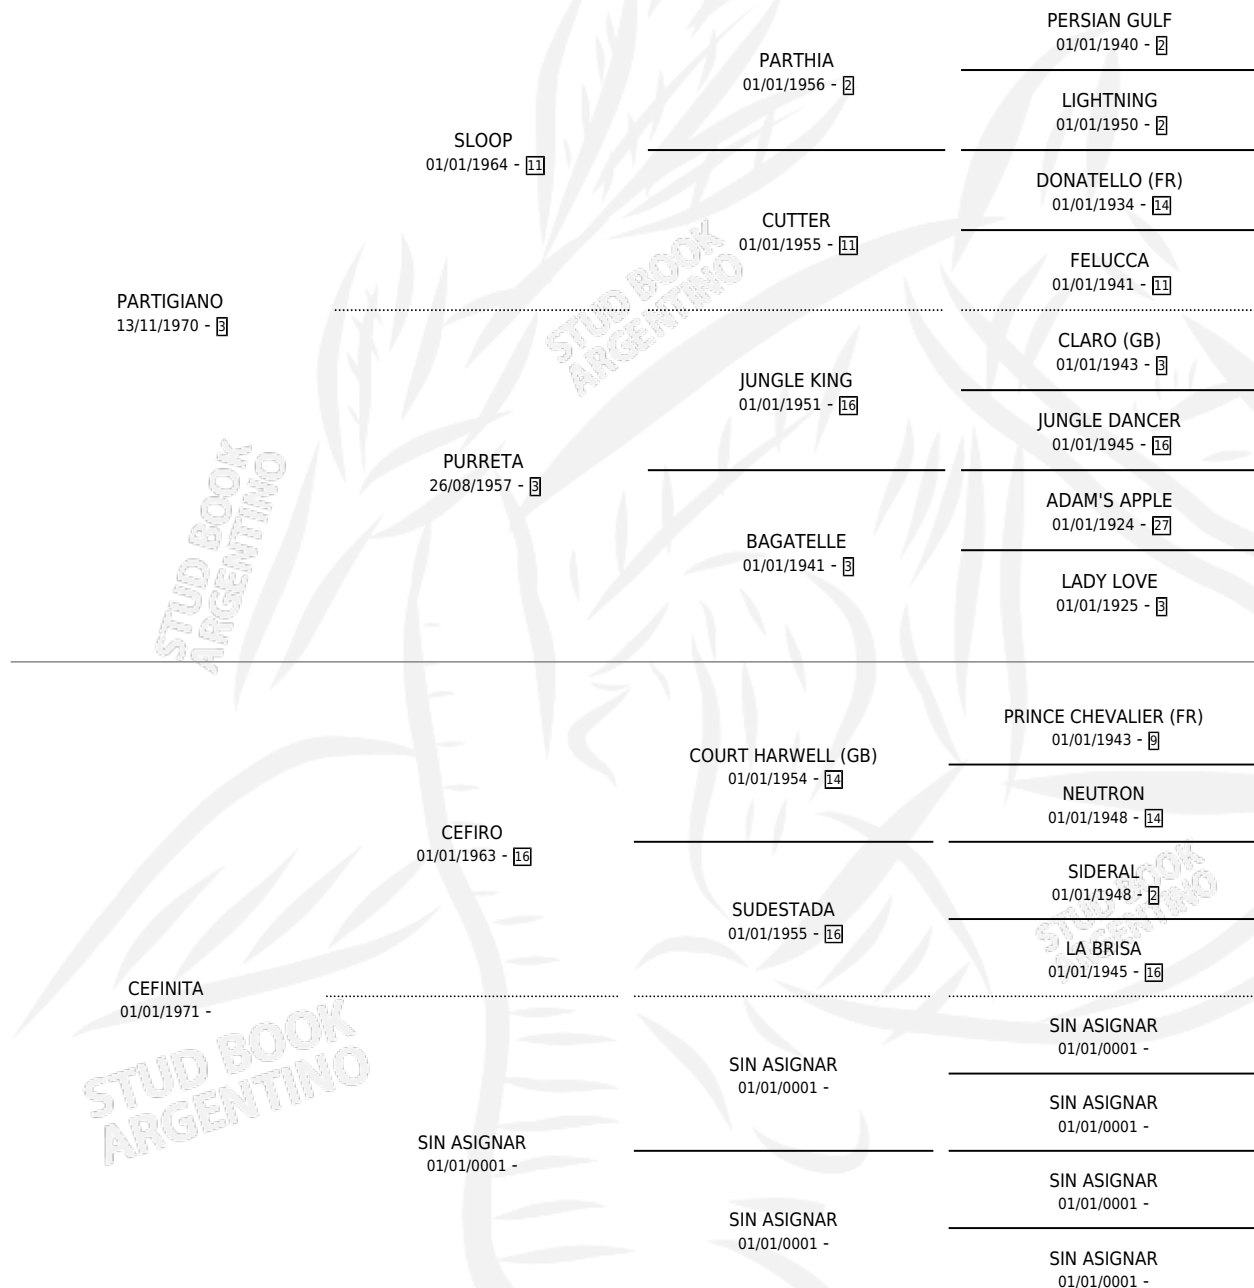 PERSIAN GULF
01/01/1940 - 2
PARTHIA
01/01/1956 - 2
LIGHTNING
01/01/1950 - 2
SLOOP
01/01/1964 - 11
DONATELLO (FR)
01/01/1934 - 14
CUTTER
01/01/1955 - 11
FELUCCA
01/01/1941 - 11
PARTIGIANO
13/11/1970 - 3
CLARO (GB)
01/01/1943 - 3
JUNGLE KING
01/01/1951 - 16
JUNGLE DANCER
01/01/1945 - 16
PURRETA
26/08/1957 - 3
ADAM'S APPLE
01/01/1924 - 27
BAGATELLE
01/01/1941 - 3
LADY LOVE
01/01/1925 - 3
STUD BOOK
ARGENTINO
STUD BOOK
ARGENTINO
PRINCE CHEVALIER (FR)
01/01/1943 - 9
COURT HARWELL (GB)
01/01/1954 - 14
NEUTRON
01/01/1948 - 14
CEFIRO
01/01/1963 - 16
SIDERAL
01/01/1948 - 2
SUDESTADA
01/01/1955 - 16
LA BRISA
01/01/1945 - 16
CEFINITA
01/01/1971 -
SIN ASIGNAR
01/01/0001 -
SIN ASIGNAR
01/01/0001 -
SIN ASIGNAR
01/01/0001 -
SIN ASIGNAR
01/01/0001 -
SIN ASIGNAR
01/01/0001 -
SIN ASIGNAR
01/01/0001 -
SIN ASIGNAR
01/01/0001 -
STUD BOOK
ARGENTINO
STUD BOOK
ARGENTINO